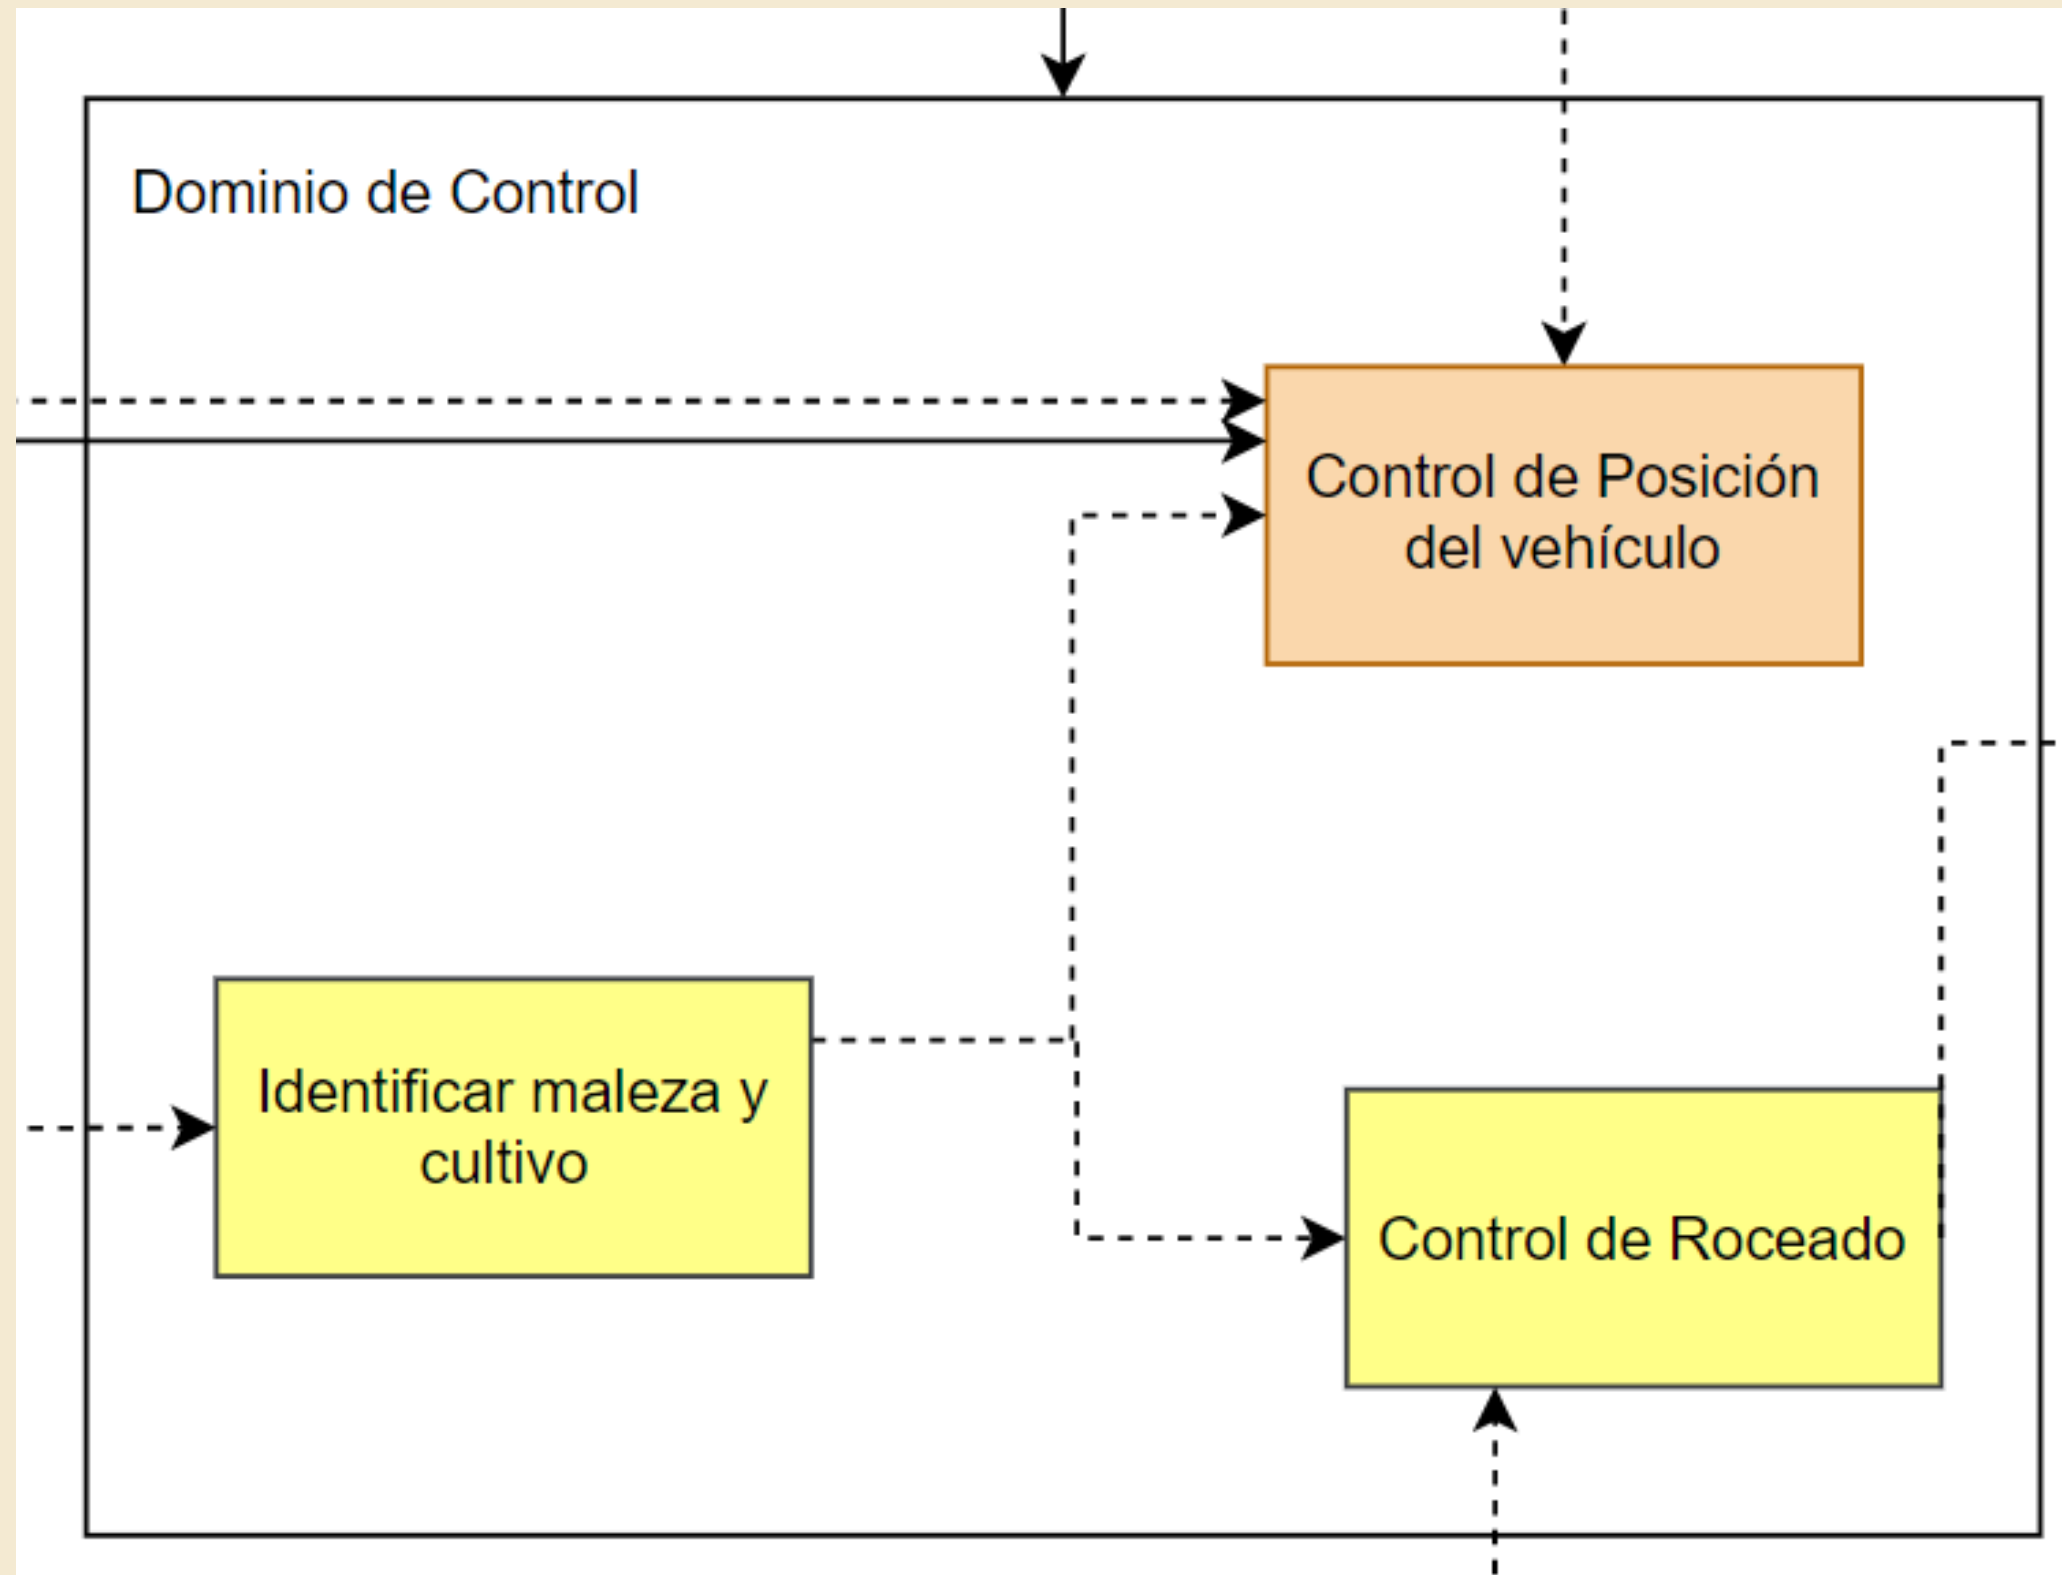 Dominio de Control
Control de Posición
del vehículo
Identificar maleza y
cultivo
Control de Roceado